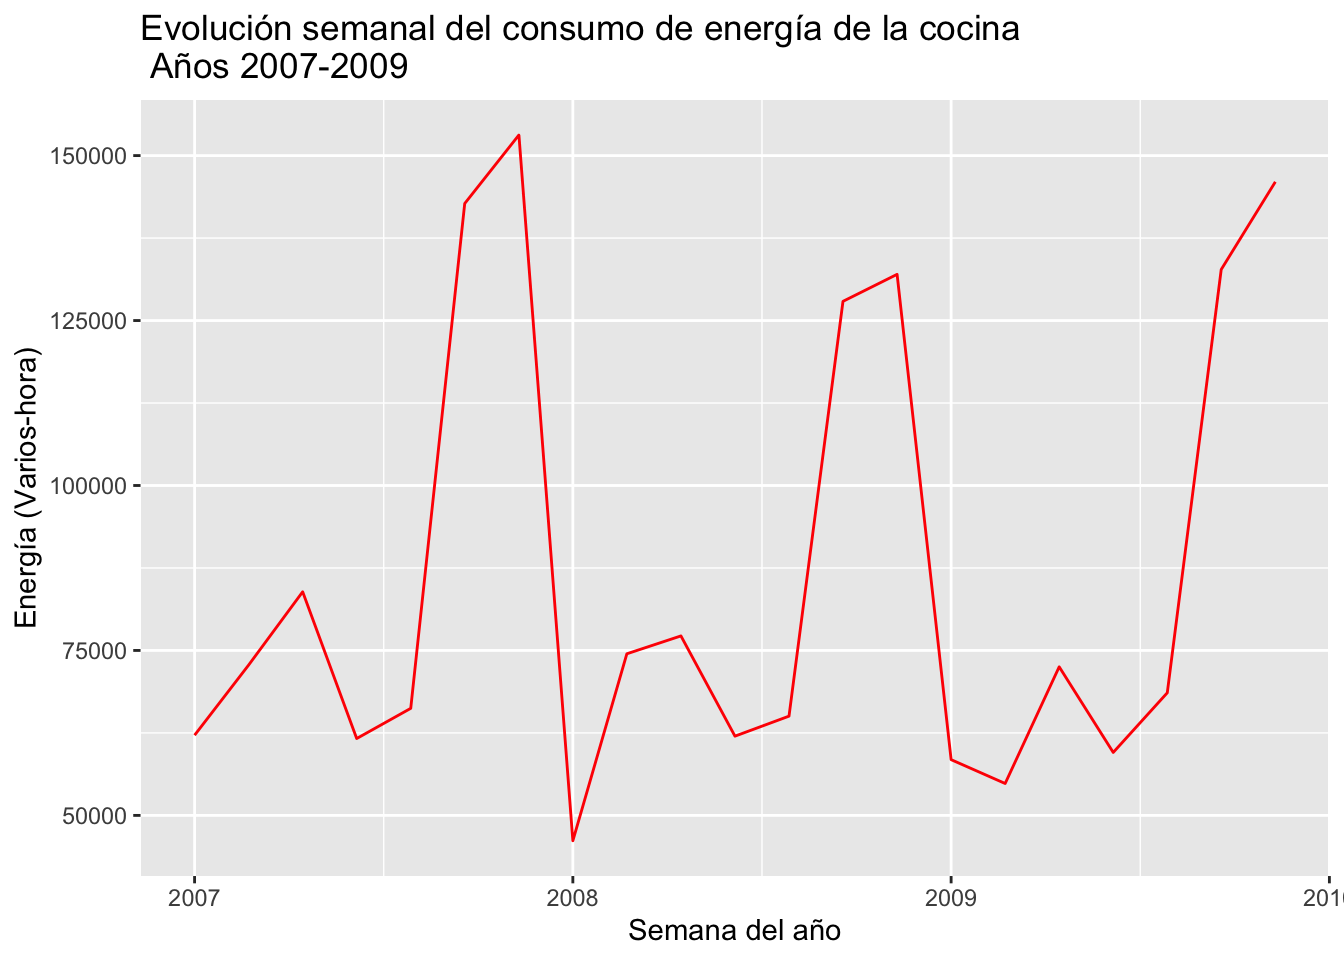 Evolución semanal del consumo de energía de la cocina
Años 2007-2009
150000
125000
100000
75000
50000
Energía (Varios-hora)
2007
2008
2009
201
Semana del año